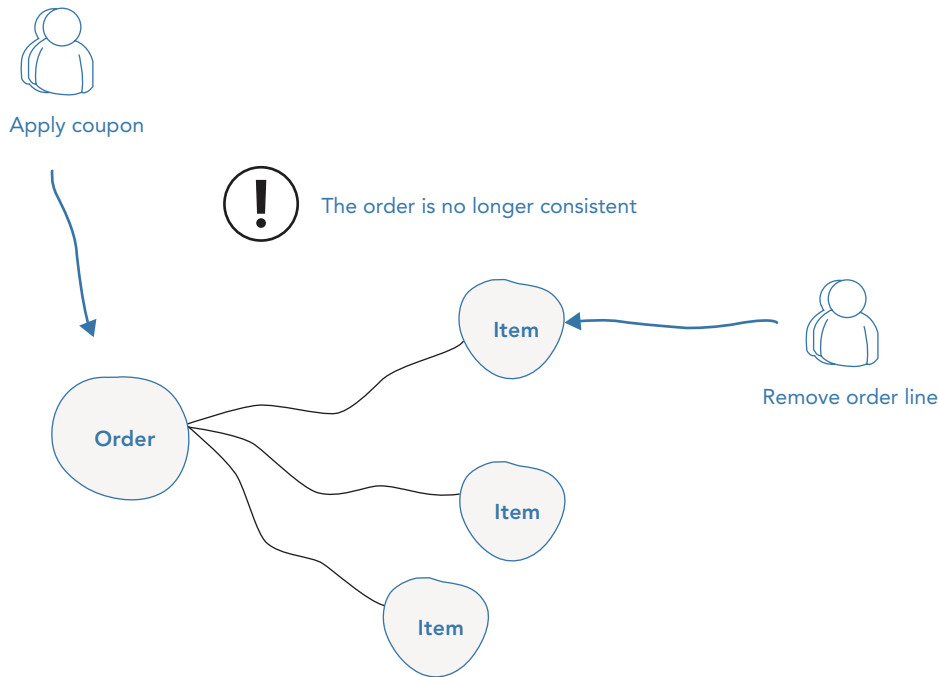 Apply coupon
!
The order is no longer consistent
Item
Remove order line
Order
Item
Item